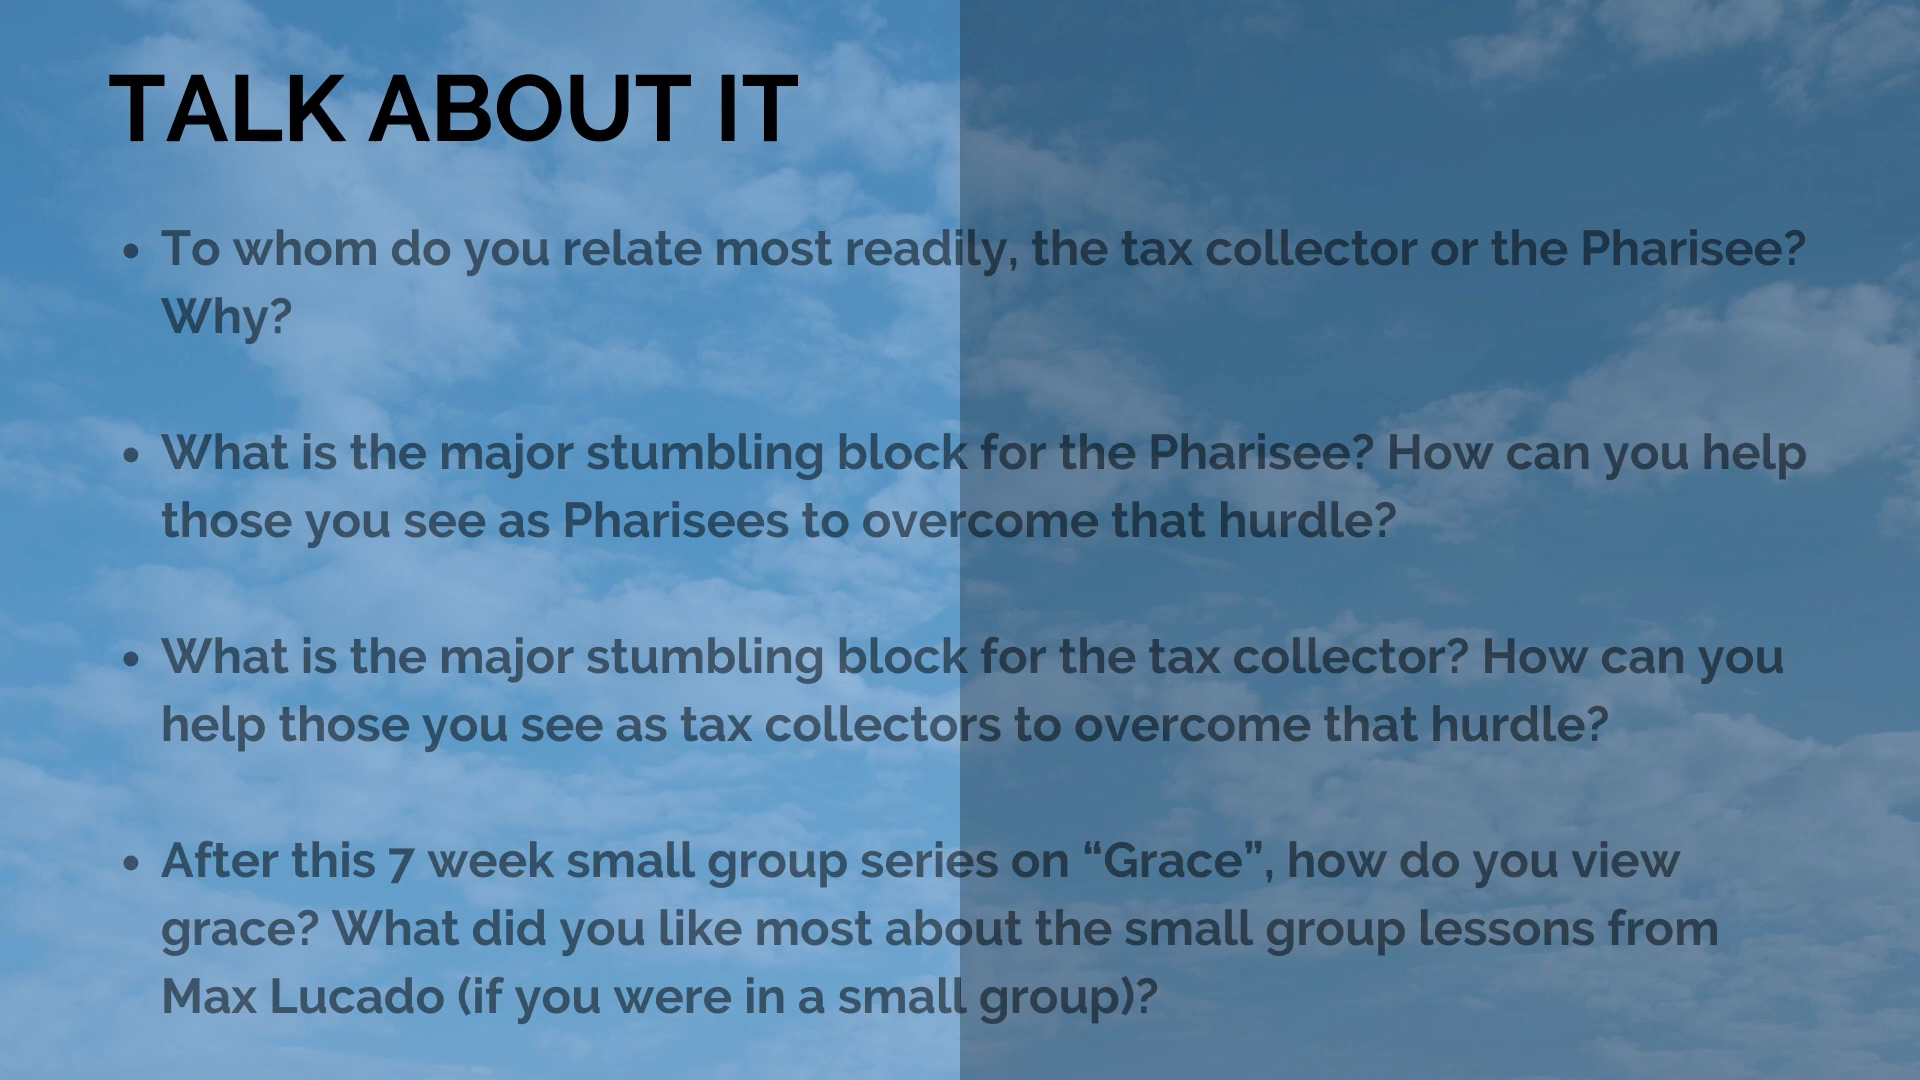 TALK ABOUT IT
• To whom do you relate most readily, the tax collector or the Pharisee?
Why?
• What is the major stumbling block for the Pharisee? How can you help
those you see as Pharisees to overcome that hurdle?
• What is the major stumbling block for the tax collector? How can you
help those you see as tax collectors to overcome that hurdle?
• After this 7 week small group series on “Grace”, how do you view
grace? What did you like most about the small group lessons from
Max Lucado (if you were in a small group)?